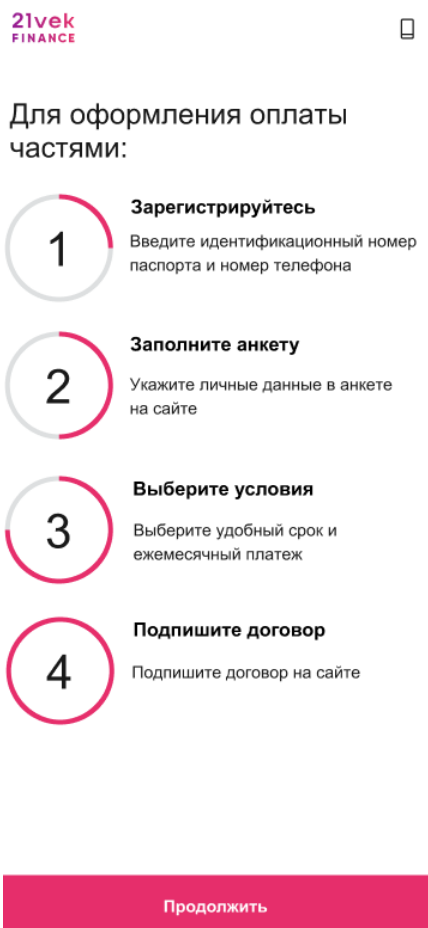 21vek
FINANCE
Для оформления оплаты
частями:
1
Зарегистрируйтесь
Введите идентификационный номер
паспорта и номер телефона
2
Заполните анкету
Укажите личные данные в анкете
на сайте
3
Выберите условия
Выберите удобный срок и
ежемесячный платеж
4
Подпишите договор
Подпишите договор на сайте
Продолжить